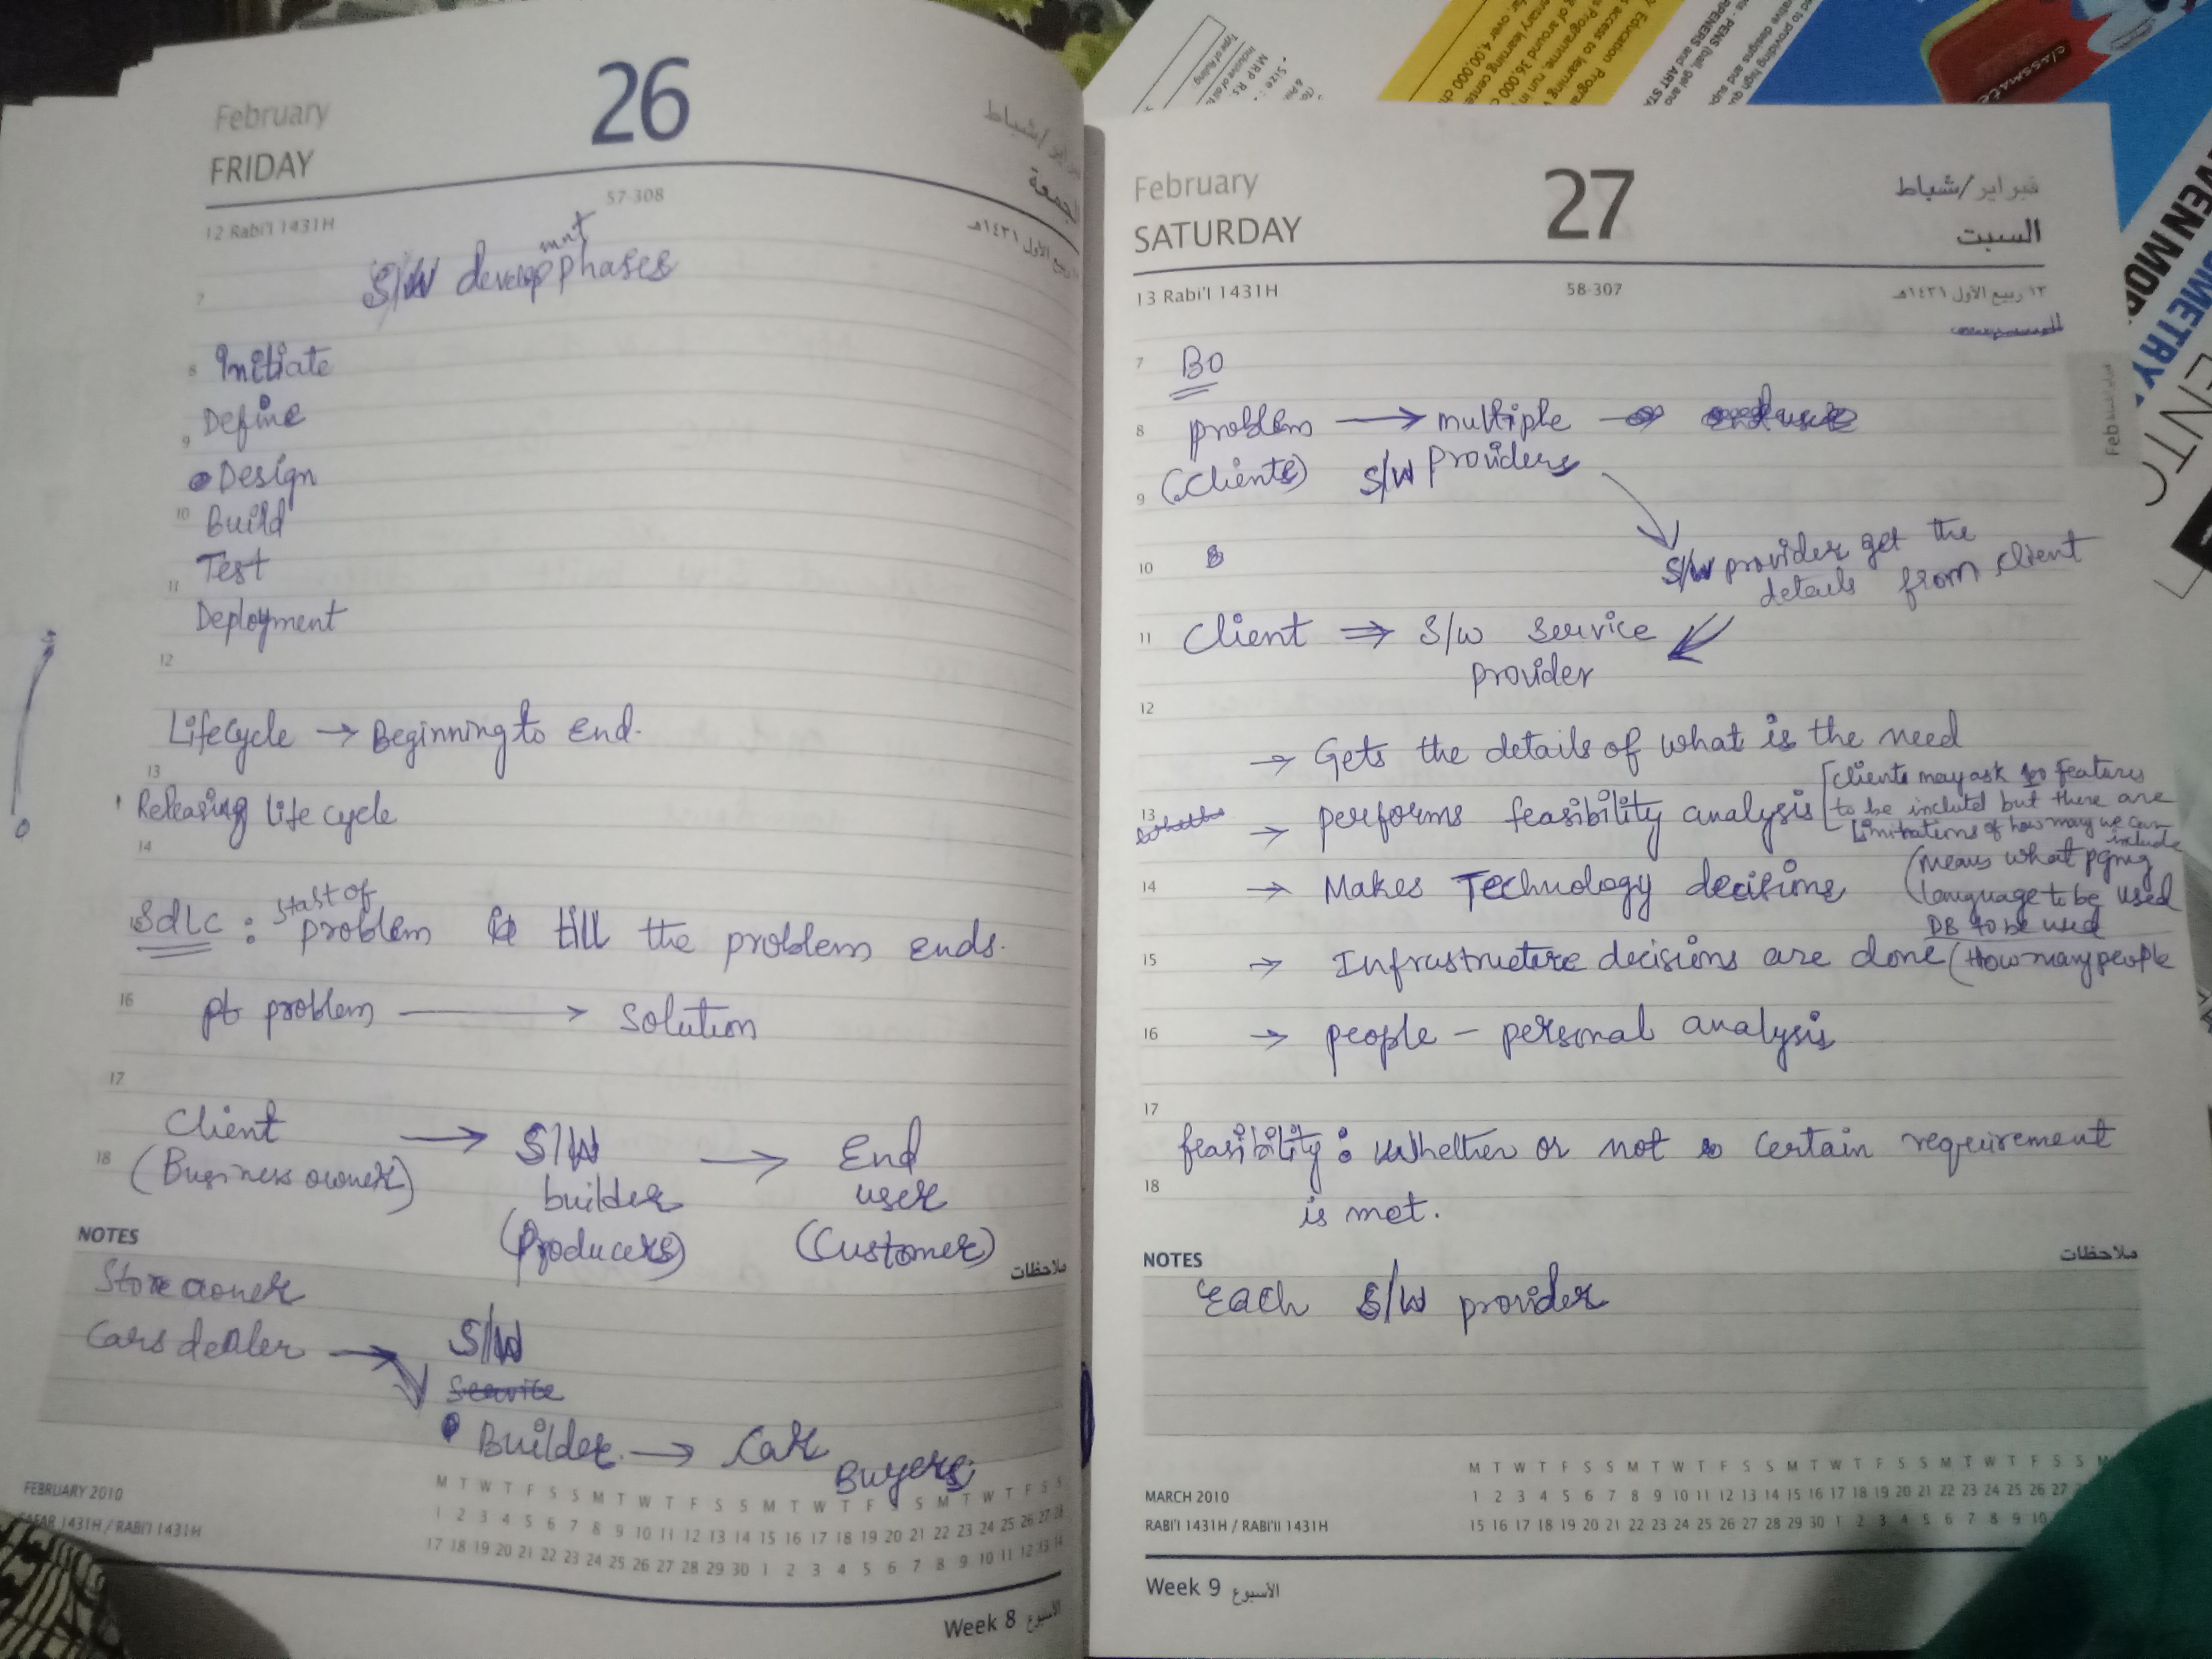 February
26
فبراير/شباط
FRIDAY
الجمعة
12 Rabi'l 1431H
57-308
ربيع الأول ١٤٣١هـ
mnt
S/W develop phases
7
8 Initiate
Define
9
Design
10 Build
Test
11
Deployment
12
Lifecycle → Beginning to End.
13
Releasing life cycle
14
start of
SdLc : problem till the problem ends.
16 pt problem → solution
17
Client → S/W → End
18 (Business owner) builder user
(Producers) (Customer)
NOTES
ملاحظات
Store owner
Cars dealer → S/W
Service
Builder → Car
Buyers
FEBRUARY 2010
M T W T F S S M T W T F S S M T W T F S S M T W T F S S
1 2 3 4 5 6 7 8 9 10 11 12 13 14 15 16 17 18 19 20 21 22 23 24 25 26 27 28
SAFAR 1431H / RABI'I 1431H
17 18 19 20 21 22 23 24 25 26 27 28 29 30 1 2 3 4 5 6 7 8 9 10 11 12 13 14
Week 8 الأسبوع
February
27
فبراير/شباط
SATURDAY
السبت
13 Rabi'l 1431H
58-307
١٣ ربيع الأول ١٤٣١هـ
7 BO
8 problem → multiple →
9 (Clients) S/W Providers
10 B
S/W provider get the
details from client
11 Client ⇒ S/W service
provider
12
→ Gets the details of what is the need
13 → performs feasibility analysis
[clients may ask features
to be includel but there are
limitations of how many we can
include
14 → Makes Technology decisions
(means what pgmg
language to be used
DB to be used
15 → Infrastructure decisions are done (How many people
16 → people – personal analysis
17
feasibility : Whether or not certain requirement
18
is met.
NOTES
ملاحظات
Each S/W provider
MARCH 2010
M T W T F S S M T W T F S S M T W T F S S M T W T F S S M
1 2 3 4 5 6 7 8 9 10 11 12 13 14 15 16 17 18 19 20 21 22 23 24 25 26 27
RABI'I 1431H / RABI'II 1431H
15 16 17 18 19 20 21 22 23 24 25 26 27 28 29 30 1 2 3 4 5 6 7 8 9 10
Week 9 الأسبوع